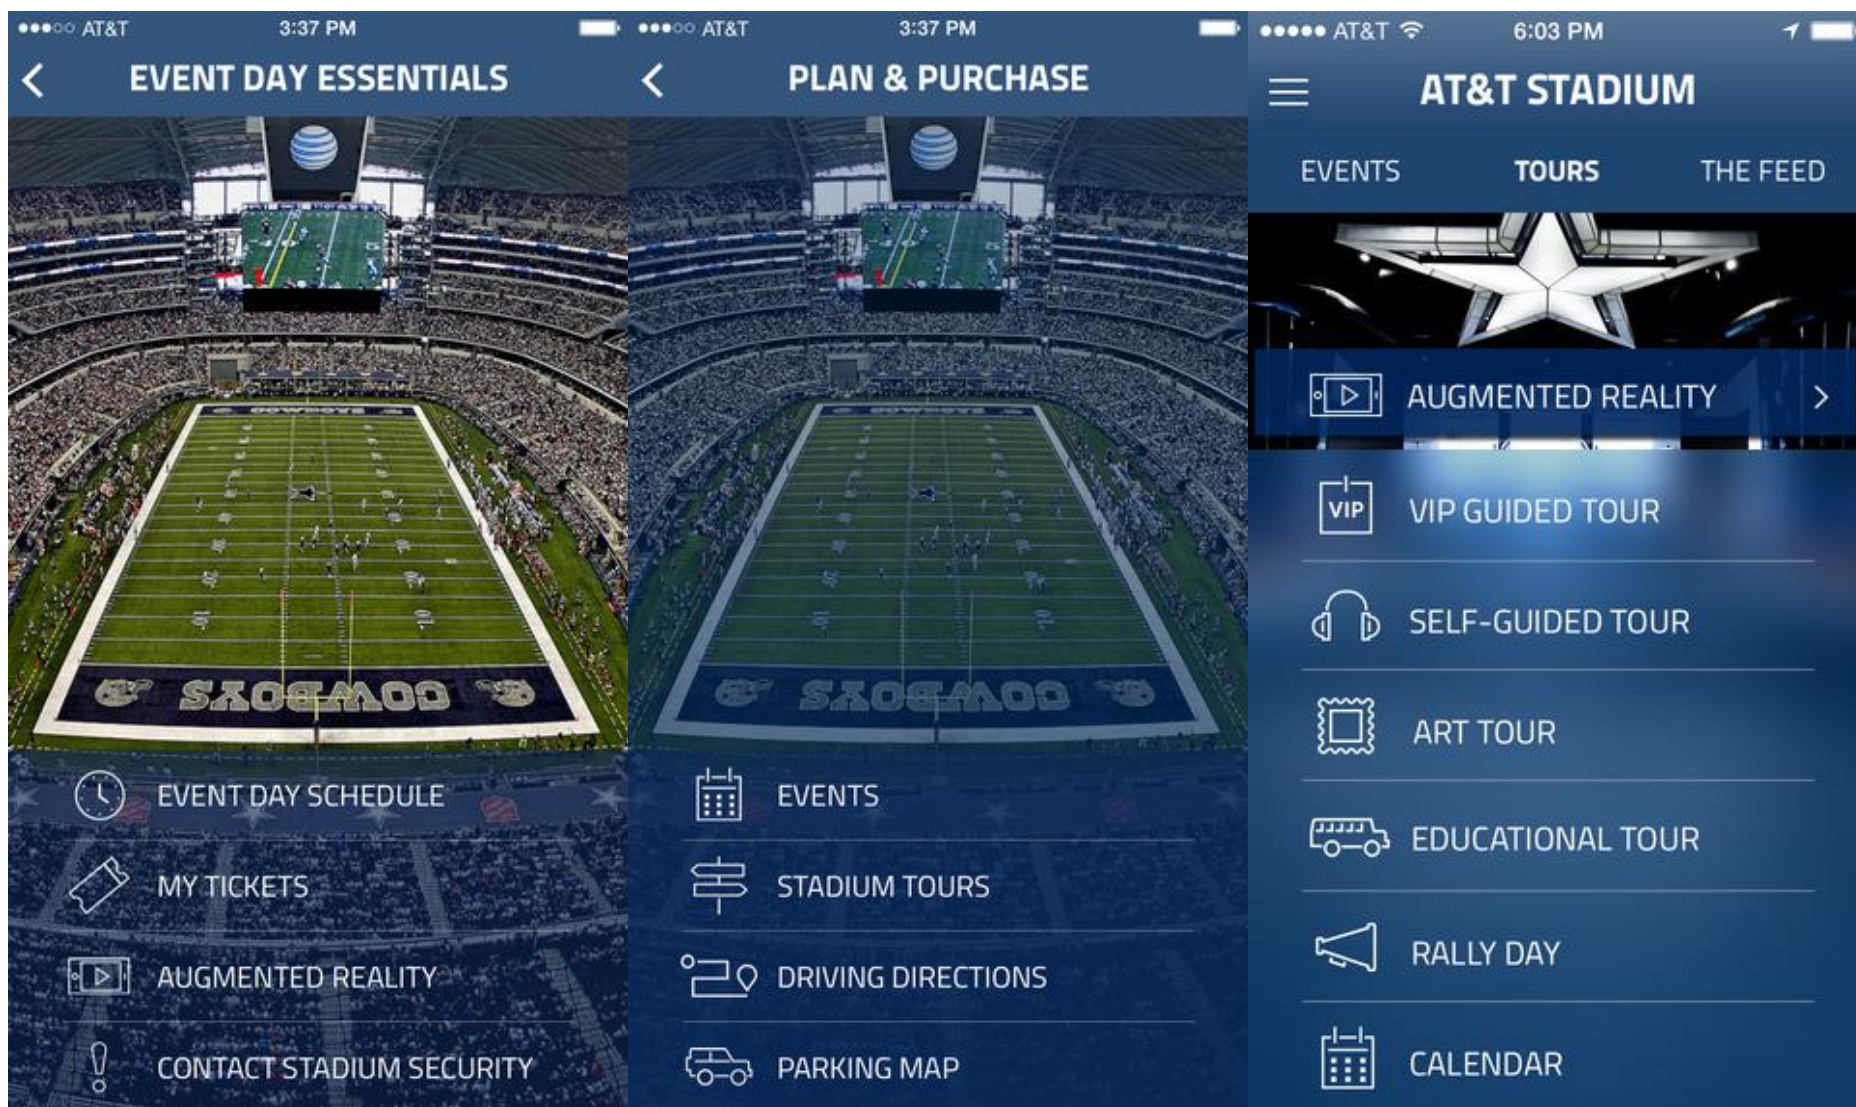 AT&T 3:37 PM
EVENT DAY ESSENTIALS
COWBOYS
EVENT DAY SCHEDULE
MY TICKETS
AUGMENTED REALITY
CONTACT STADIUM SECURITY
AT&T 3:37 PM
PLAN & PURCHASE
COWBOYS
EVENTS
STADIUM TOURS
DRIVING DIRECTIONS
PARKING MAP
AT&T 6:03 PM
AT&T STADIUM
EVENTS TOURS THE FEED
AUGMENTED REALITY
VIP VIP GUIDED TOUR
SELF-GUIDED TOUR
ART TOUR
EDUCATIONAL TOUR
RALLY DAY
CALENDAR